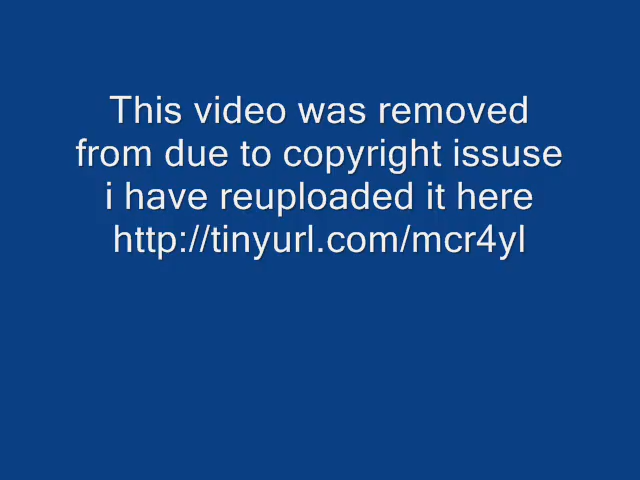 This video was removed
from due to copyright issuse
i have reuploaded it here
http://tinyurl.com/mcr4yl